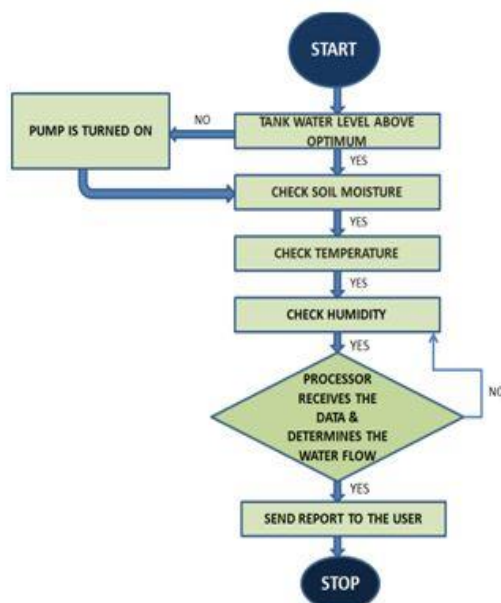 START
NO
PUMP IS TURNED ON
TANK WATER LEVEL ABOVE
OPTIMUM
YES
CHECK SOIL MOISTURE
YES
CHECK TEMPERATURE
YES
CHECK HUMIDITY
YES
PROCESSOR
RECEIVES THE
DATA &
DETERMINES THE
WATER FLOW
NO
YES
SEND REPORT TO THE USER
STOP